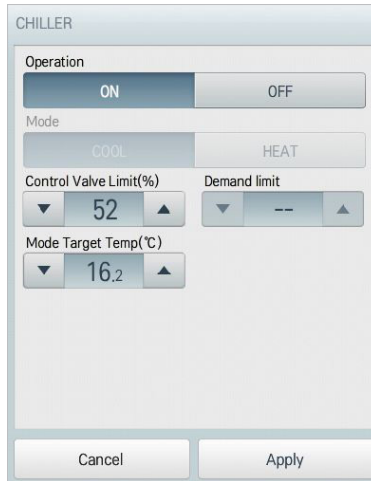 CHILLER
Operation
ON OFF
Mode
COOL HEAT
Control Valve Limit(%) Demand limit
▼ 52 ▲ ▼ -- ▲
Mode Target Temp(℃)
▼ 16.2 ▲
Cancel Apply